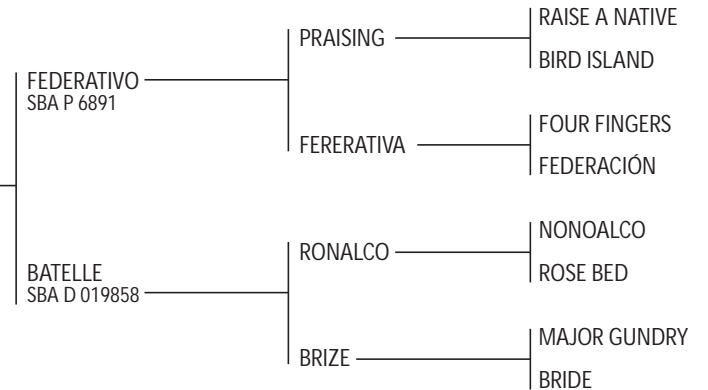 RAISE A NATIVE
PRAISING
BIRD ISLAND
FEDERATIVO
SBA P 6891
FOUR FINGERS
FERERATIVA
FEDERACIÓN
NONOALCO
RONALCO
ROSE BED
BATELLE
SBA D 019858
MAJOR GUNDRY
BRIZE
BRIDE